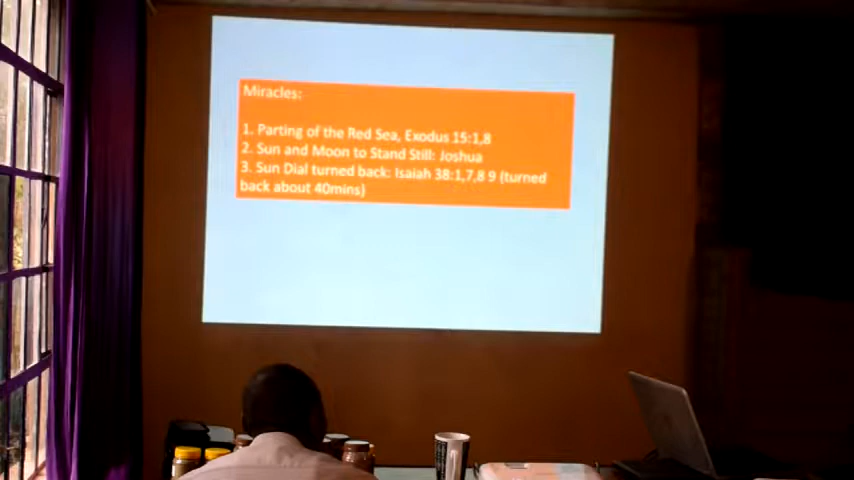 Miracles:
1. Parting of the Red Sea, Exodus 15:1,8
2. Sun and Moon to Stand Still: Joshua
3. Sun Dial turned back: Isaiah 38:1,7,8 9 (turned
back about 40mins)